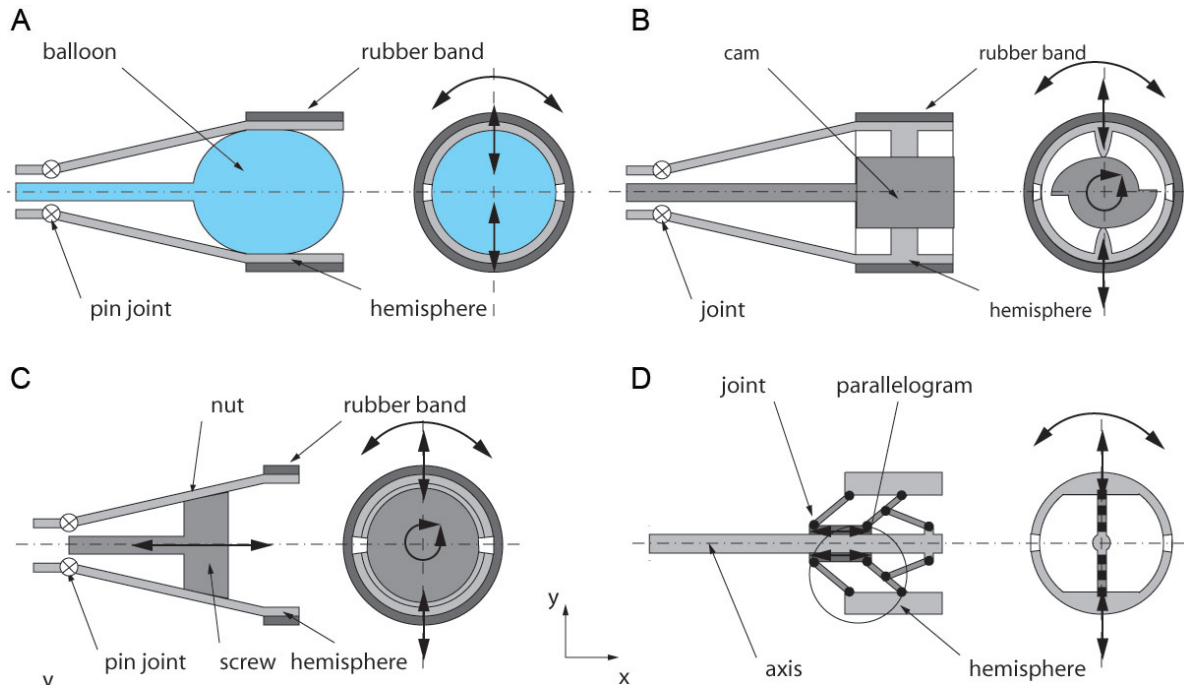 A
balloon
rubber band
pin joint
hemisphere
B
cam
rubber band
joint
hemisphere
C
nut
rubber band
pin joint
screw
hemisphere
y
y
x
D
joint
parallelogram
axis
hemisphere